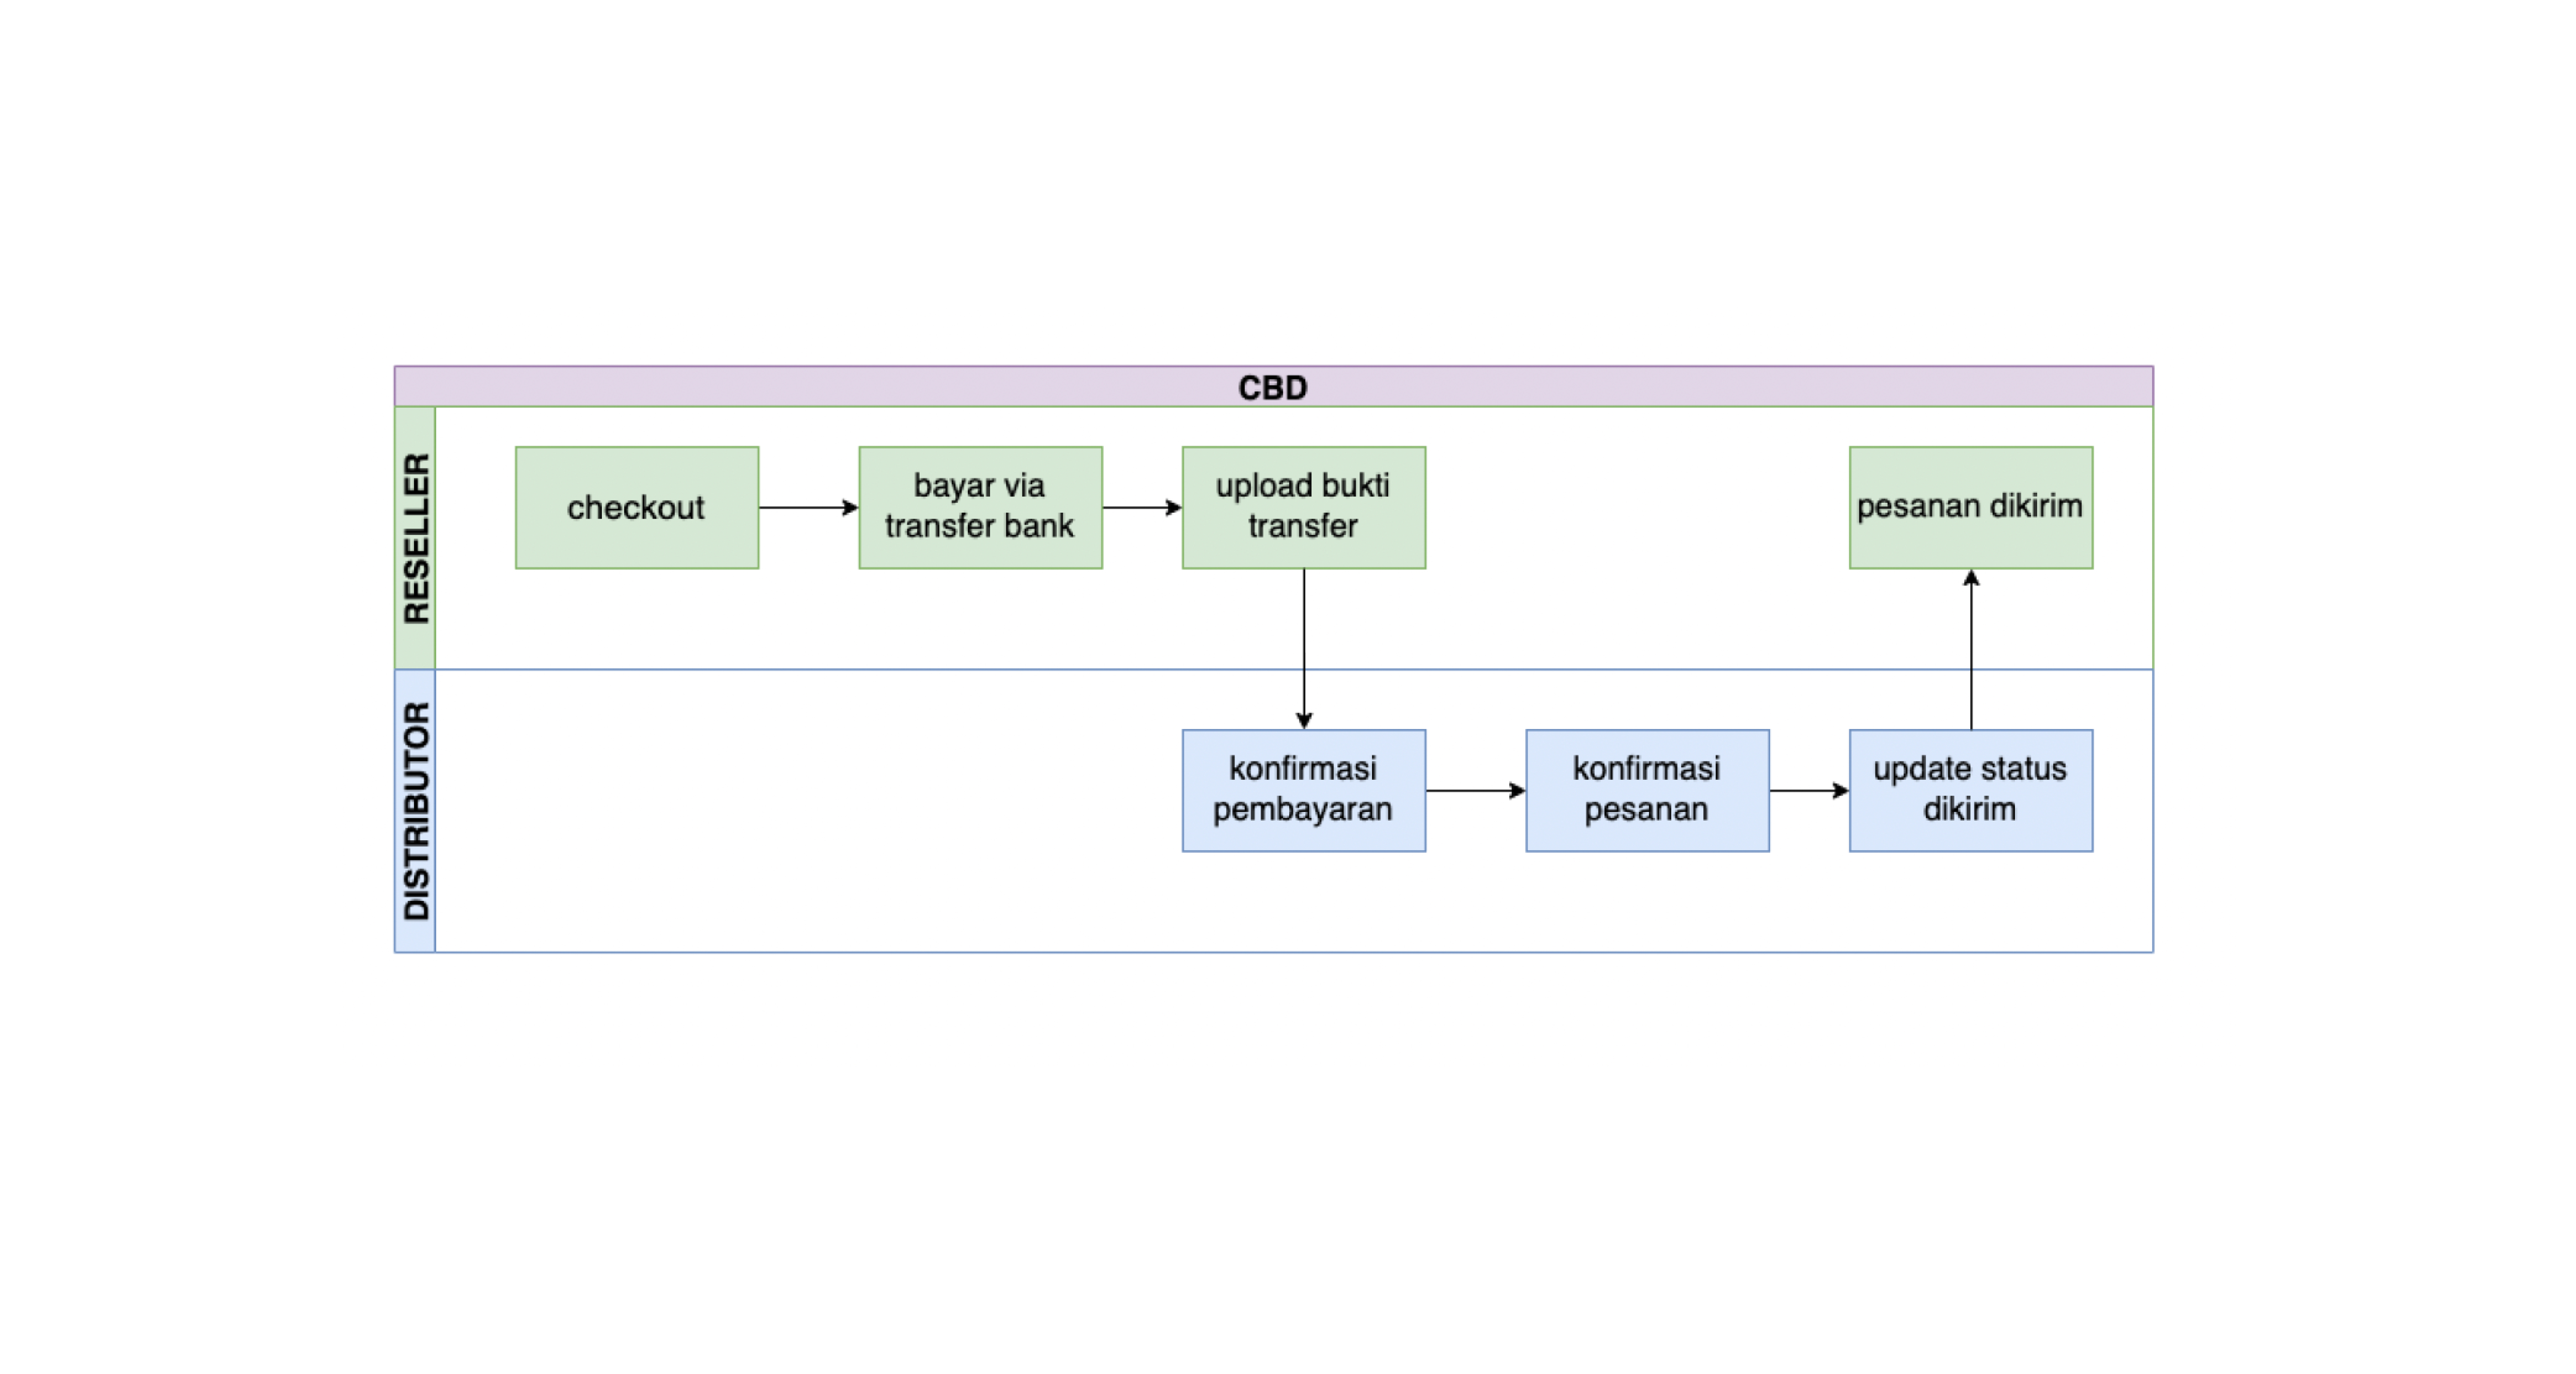 CBD
RESELLER
checkout
bayar via
transfer bank
upload bukti
transfer
pesanan dikirim
DISTRIBUTOR
konfirmasi
pembayaran
konfirmasi
pesanan
update status
dikirim